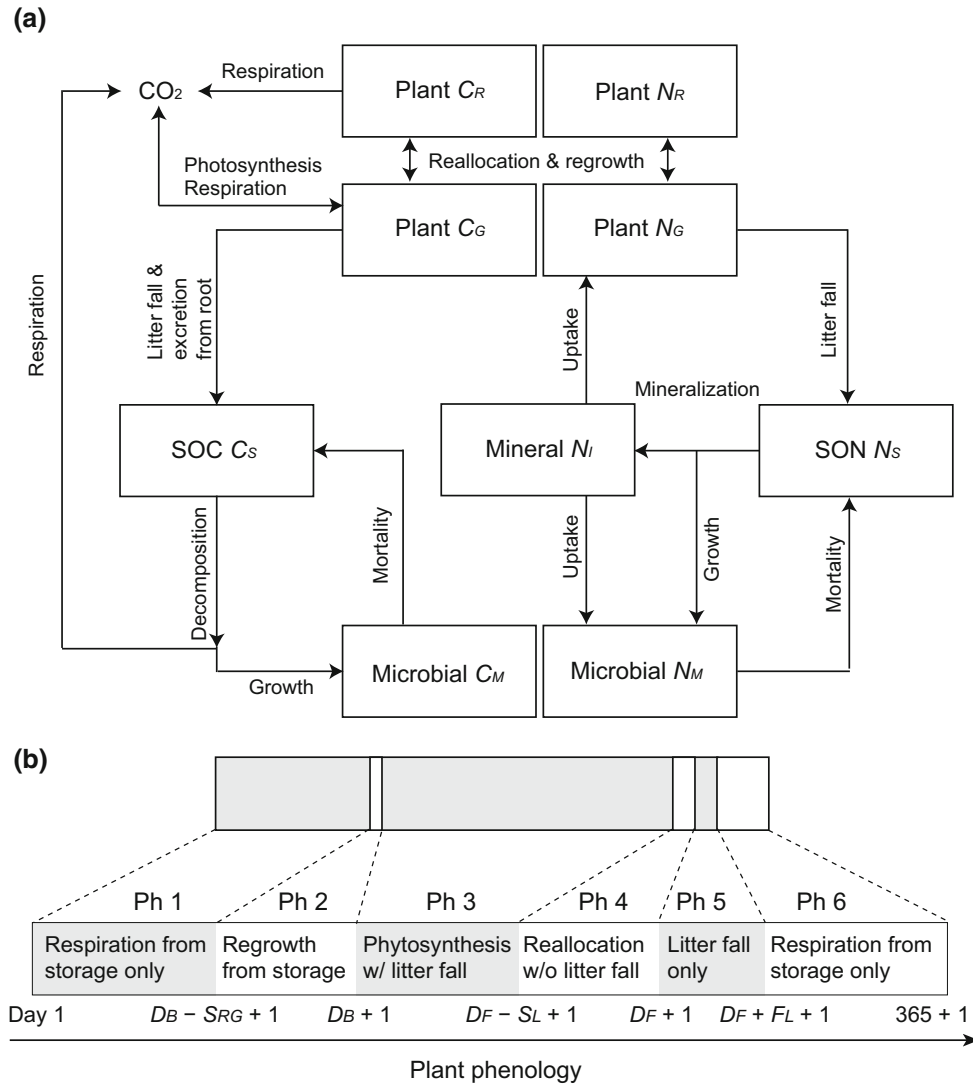 (a)
Respiration
CO2
Plant CR
Plant NR
Photosynthesis
Respiration
Reallocation & regrowth
Plant CG
Plant NG
Respiration
Litter fall &
excretion
from root
Uptake
Litter fall
Mineralization
SOC CS
Mineral NI
SON NS
Decomposition
Mortality
Uptake
Growth
Mortality
Growth
Microbial CM
Microbial NM
(b)
Ph 1
Ph 2
Ph 3
Ph 4
Ph 5
Ph 6
Respiration from
storage only
Regrowth
from storage
Phytosynthesis
w/ litter fall
Reallocation
w/o litter fall
Litter fall
only
Respiration from
storage only
Day 1
DB − SRG + 1
DB + 1
DF − SL + 1
DF + 1
DF + FL + 1
365 + 1
Plant phenology